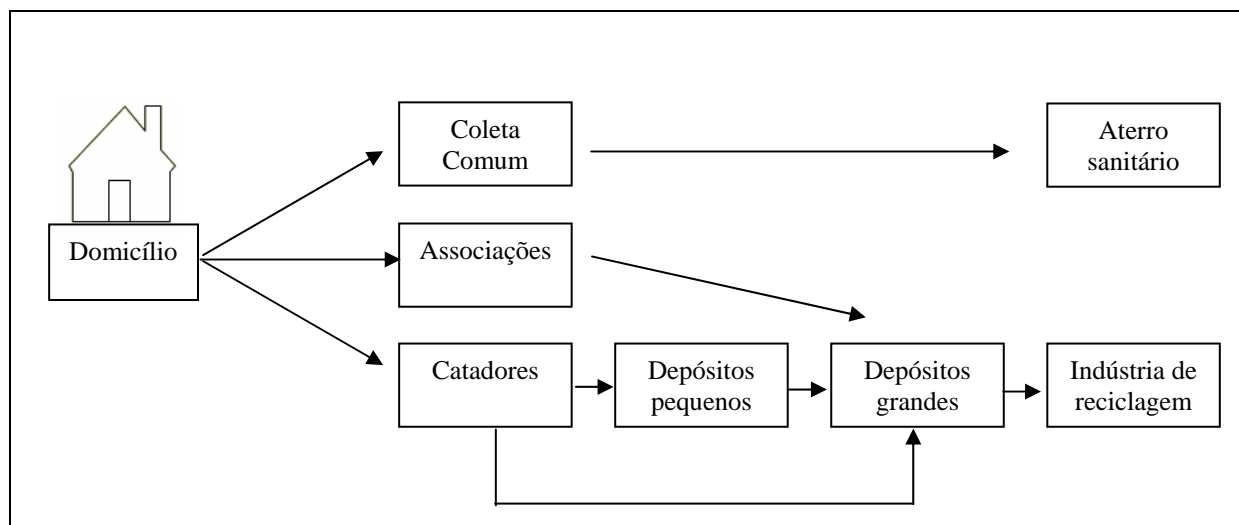 Coleta
Comum
Aterro
sanitário
Domicílio
Associações
Catadores
Depósitos
pequenos
Depósitos
grandes
Indústria de
reciclagem